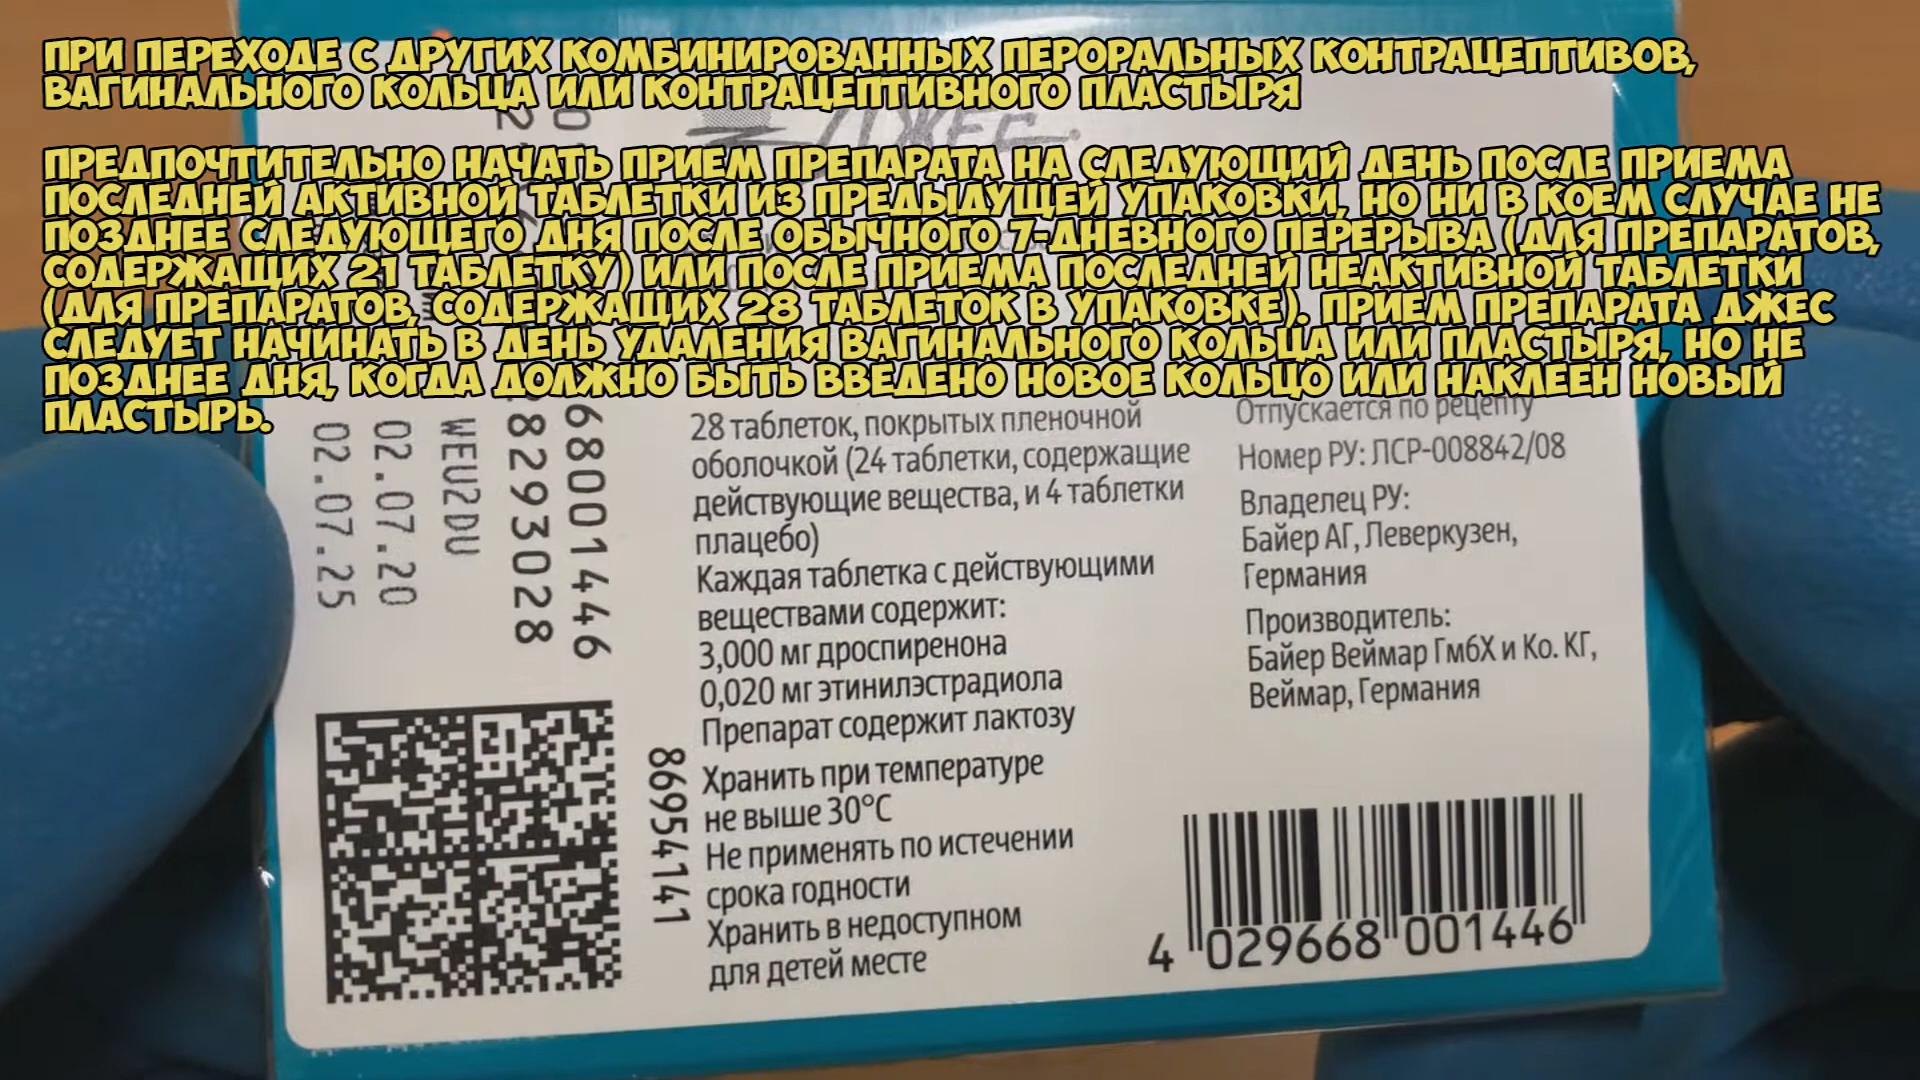 ПРИ ПЕРЕХОДЕ С ДРУГИХ КОМБИНИРОВАННЫХ ПЕРОРАЛЬНЫХ КОНТРАЦЕПТИВОВ,
ВАГИНАЛЬНОГО КОЛЬЦА ИЛИ КОНТРАЦЕПТИВНОГО ПЛАСТЫРЯ
ПРЕДПОЧТИТЕЛЬНО НАЧАТЬ ПРИЕМ ПРЕПАРАТА НА СЛЕДУЮЩИЙ ДЕНЬ ПОСЛЕ ПРИЕМА
ПОСЛЕДНЕЙ АКТИВНОЙ ТАБЛЕТКИ ИЗ ПРЕДЫДУЩЕЙ УПАКОВКИ, НО НИ В КОЕМ СЛУЧАЕ НЕ
ПОЗДНЕЕ СЛЕДУЮЩЕГО ДНЯ ПОСЛЕ ОБЫЧНОГО 7-ДНЕВНОГО ПЕРЕРЫВА (ДЛЯ ПРЕПАРАТОВ,
СОДЕРЖАЩИХ 21 ТАБЛЕТКУ) ИЛИ ПОСЛЕ ПРИЕМА ПОСЛЕДНЕЙ НЕАКТИВНОЙ ТАБЛЕТКИ
(ДЛЯ ПРЕПАРАТОВ, СОДЕРЖАЩИХ 28 ТАБЛЕТОК В УПАКОВКЕ). ПРИЕМ ПРЕПАРАТА ДЖЕС
СЛЕДУЕТ НАЧИНАТЬ В ДЕНЬ УДАЛЕНИЯ ВАГИНАЛЬНОГО КОЛЬЦА ИЛИ ПЛАСТЫРЯ, НО НЕ
ПОЗДНЕЕ ДНЯ, КОГДА ДОЛЖНО БЫТЬ ВВЕДЕНО НОВОЕ КОЛЬЦО ИЛИ НАКЛЕЕН НОВЫЙ
ПЛАСТЫРЬ.
Джес
02.07.25
02.07.20
WEU2DU
8293028
68001446
86954141
28 таблеток, покрытых пленочной
оболочкой (24 таблетки, содержащие
действующие вещества, и 4 таблетки
плацебо)
Каждая таблетка с действующими
веществами содержит:
3,000 мг дроспиренона
0,020 мг этинилэстрадиола
Препарат содержит лактозу
Хранить при температуре
не выше 30°C
Не применять по истечении
срока годности
Хранить в недоступном
для детей месте
Отпускается по рецепту
Номер РУ: ЛСР-008842/08
Владелец РУ:
Байер АГ, Леверкузен,
Германия
Производитель:
Байер Веймар ГмбХ и Ко. КГ,
Веймар, Германия
4 029668 001446